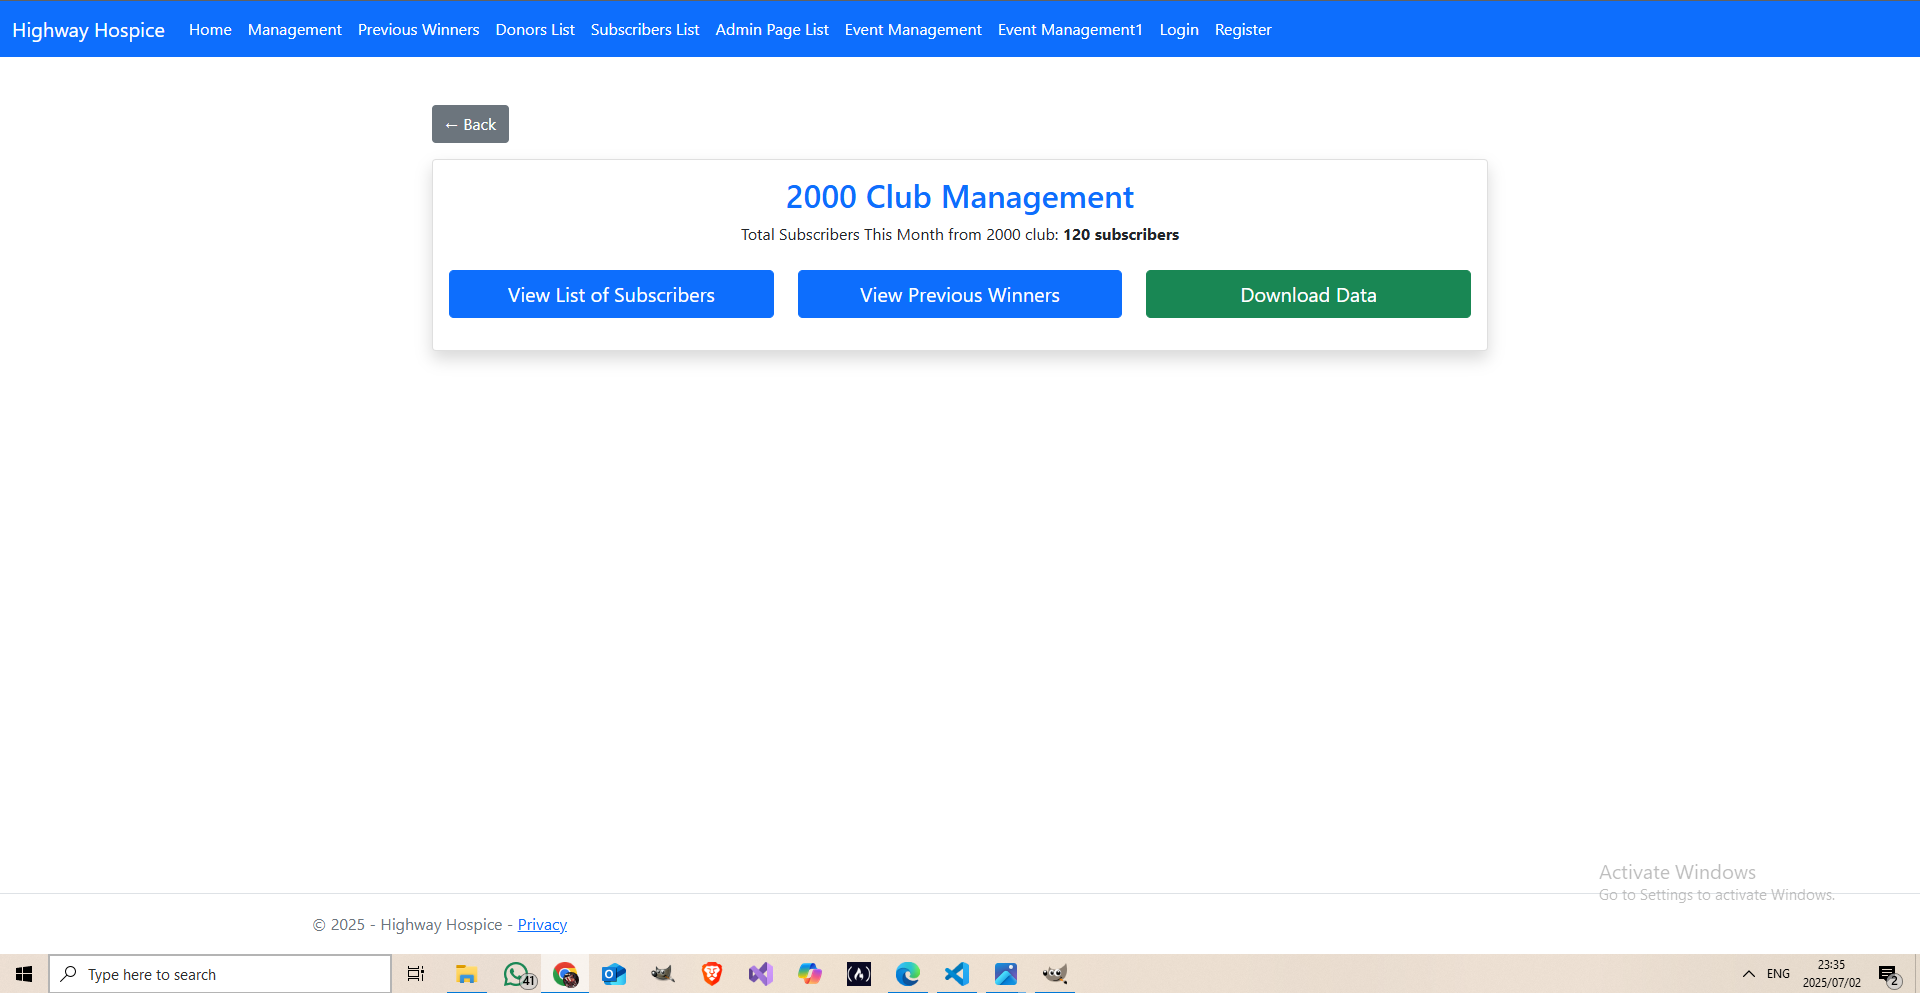 Highway Hospice Home Management Previous Winners Donors List Subscribers List Admin Page List Event Management Event Management1 Login Register
← Back
2000 Club Management
Total Subscribers This Month from 2000 club: 120 subscribers
View List of Subscribers View Previous Winners Download Data
Activate Windows
Go to Settings to activate Windows.
© 2025 - Highway Hospice - Privacy
Type here to search
41
ENG
23:35
2025/07/02
2